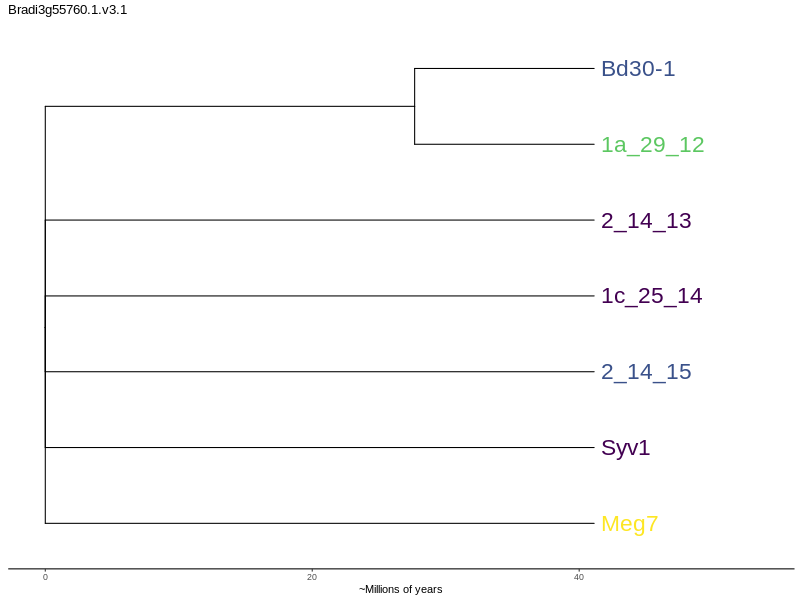 Bradi3g55760.1.v3.1
Bd30-1
1a_29_12
2_14_13
1c_25_14
2_14_15
Syv1
Meg7
0 20 40
~Millions of years